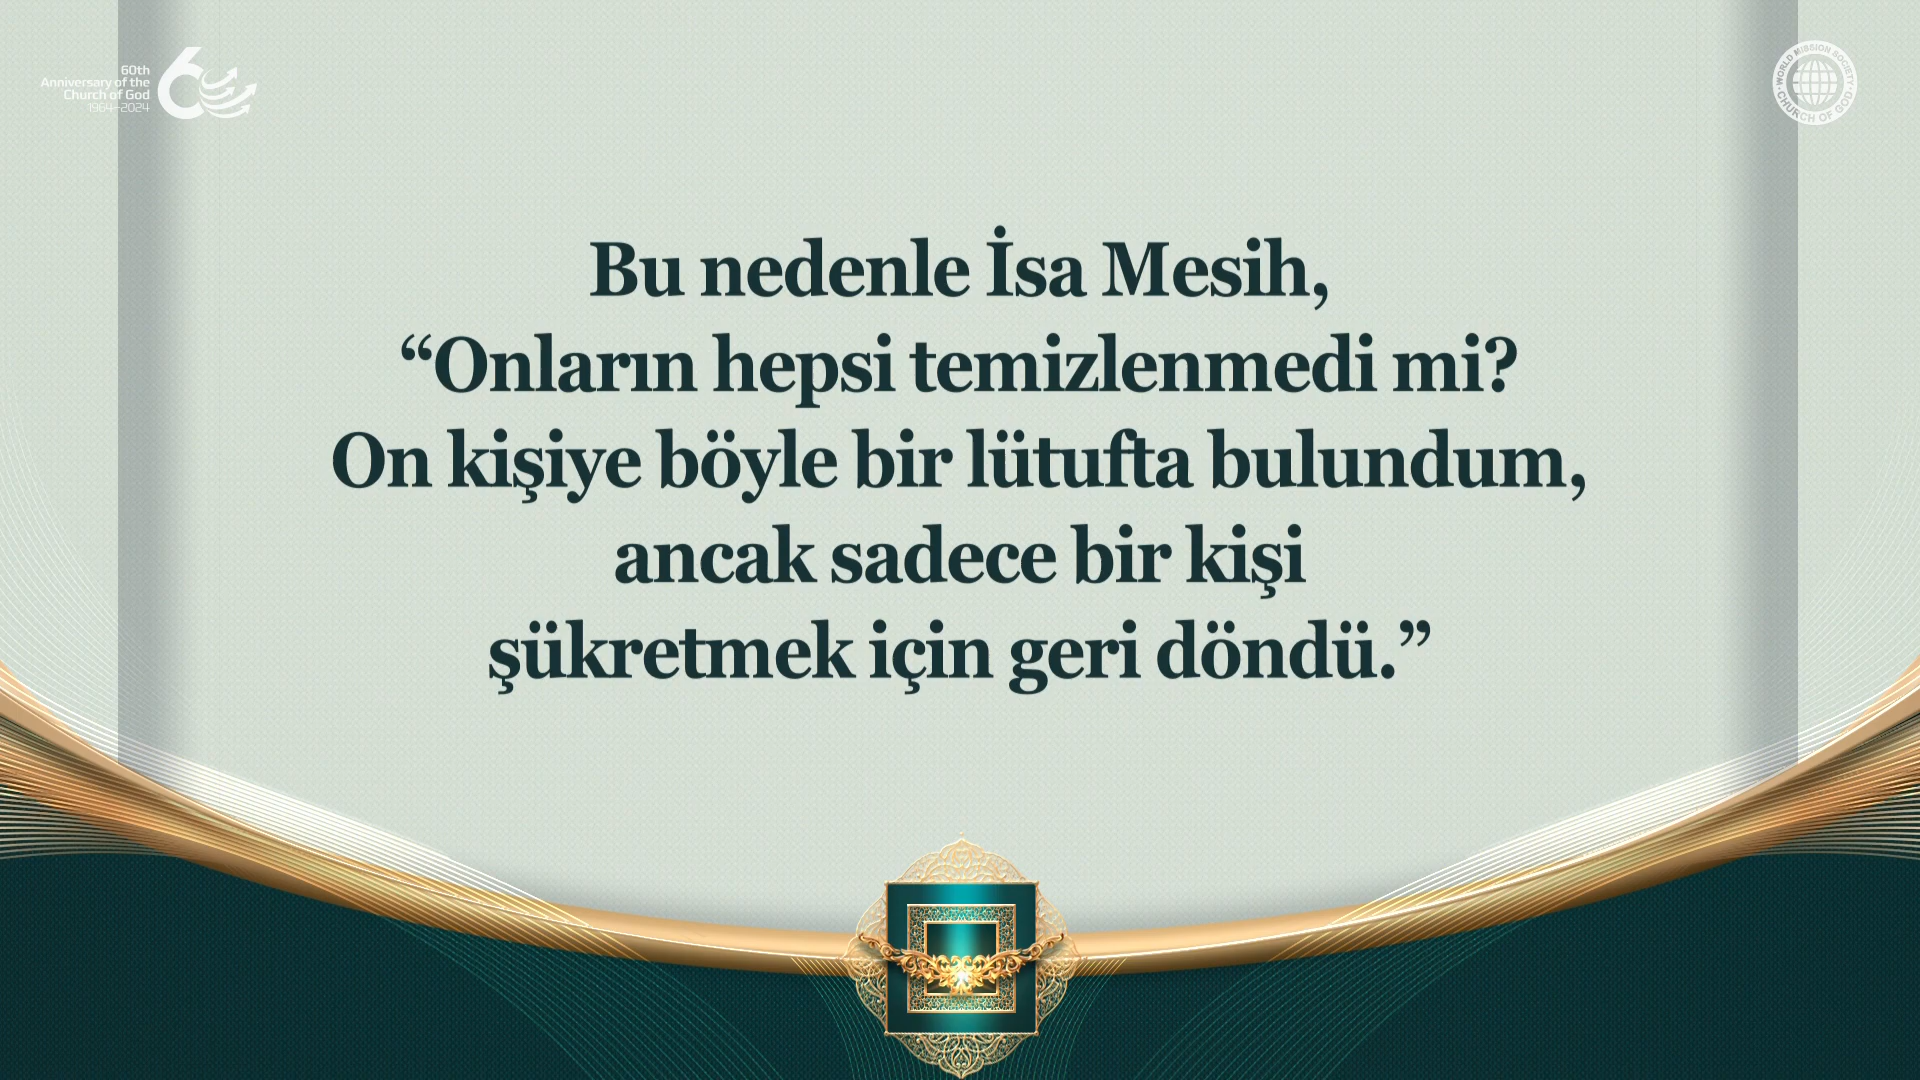 60th
Anniversary of the
Church of God
1964–2024
WORLD MISSION SOCIETY
CHURCH OF GOD
Bu nedenle İsa Mesih,
“Onların hepsi temizlenmedi mi?
On kişiye böyle bir lütufta bulundum,
ancak sadece bir kişi
şükretmek için geri döndü.”